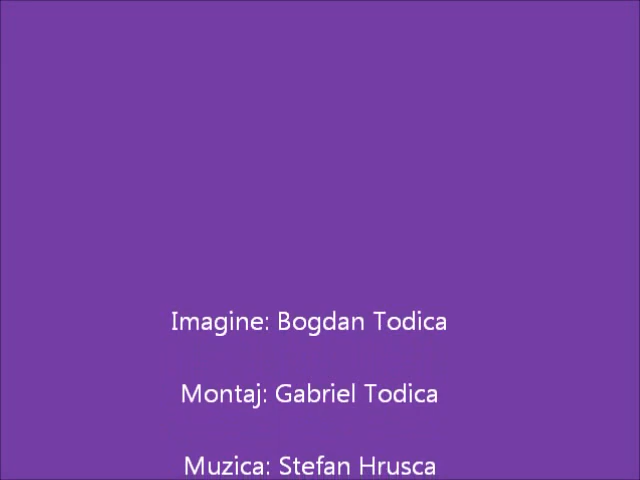 Imagine: Bogdan Todica
Montaj: Gabriel Todica
Muzica: Stefan Hrusca